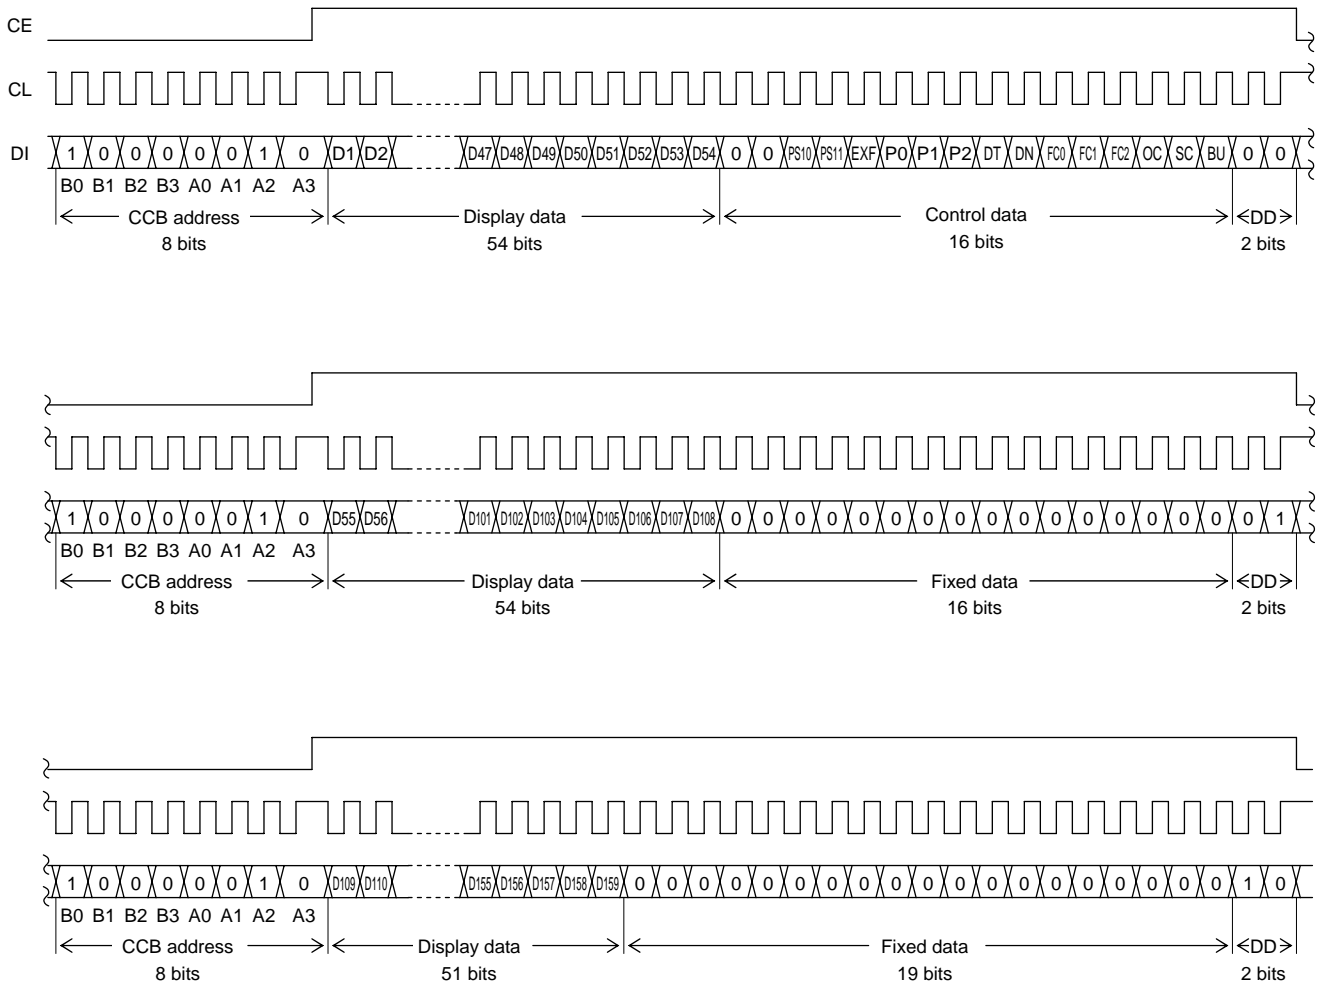 CE
CL
DI 1 0 0 0 0 0 1 0 D1 D2 D47 D48 D49 D50 D51 D52 D53 D54 0 0 PS10 PS11 EXF P0 P1 P2 DT DN FC0 FC1 FC2 OC SC BU 0 0
B0 B1 B2 B3 A0 A1 A2 A3
CCB address Display data Control data DD
8 bits 54 bits 16 bits 2 bits
1 0 0 0 0 0 1 0 D55 D56 D101 D102 D103 D104 D105 D106 D107 D108 0 0 0 0 0 0 0 0 0 0 0 0 0 0 0 0 0 1
B0 B1 B2 B3 A0 A1 A2 A3
CCB address Display data Fixed data DD
8 bits 54 bits 16 bits 2 bits
1 0 0 0 0 0 1 0 D109 D110 D155 D156 D157 D158 D159 0 0 0 0 0 0 0 0 0 0 0 0 0 0 0 0 0 0 0 1 0
B0 B1 B2 B3 A0 A1 A2 A3
CCB address Display data Fixed data DD
8 bits 51 bits 19 bits 2 bits